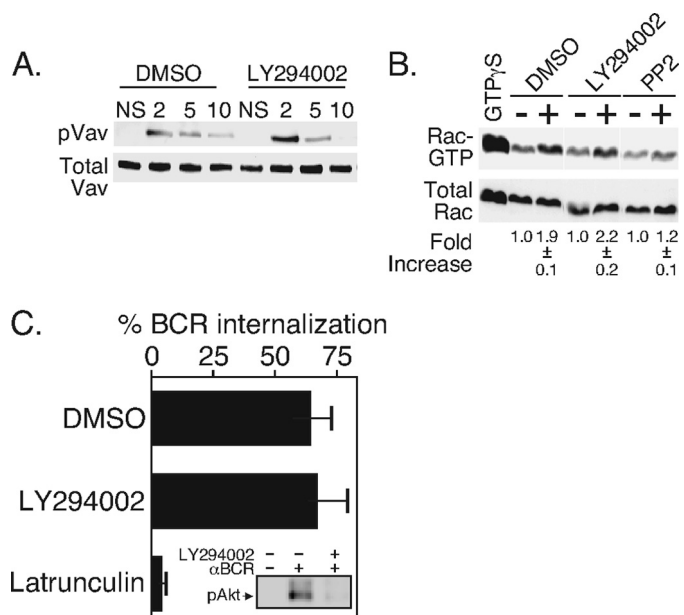 A.
DMSO LY294002
NS 2 5 10 NS 2 5 10
pVav
Total
Vav
B.
GTPγS DMSO LY294002 PP2
- + - + - +
Rac-
GTP
Total
Rac
Fold 1.0 1.9 1.0 2.2 1.0 1.2
± ± ±
Increase 0.1 0.2 0.1
C.
% BCR internalization
0 25 50 75
DMSO
LY294002
Latrunculin
LY294002 - - +
αBCR - + +
pAkt